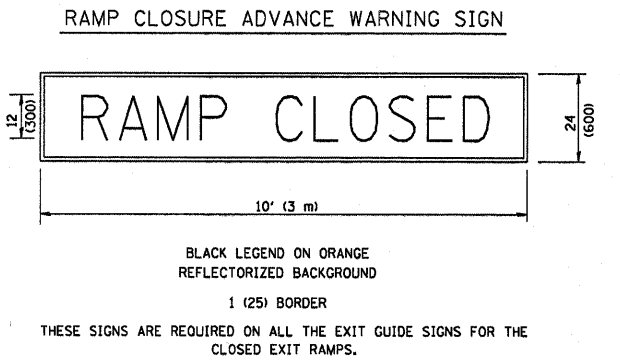 RAMP CLOSURE ADVANCE WARNING SIGN
RAMP CLOSED
12
(300)
24
(600)
10' (3 m)
BLACK LEGEND ON ORANGE
REFLECTORIZED BACKGROUND
1 (25) BORDER
THESE SIGNS ARE REQUIRED ON ALL THE EXIT GUIDE SIGNS FOR THE
CLOSED EXIT RAMPS.